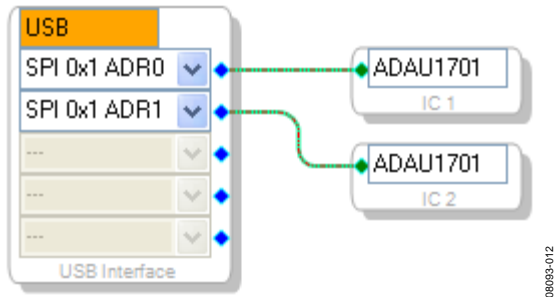 USB
SPI 0x1 ADR0
SPI 0x1 ADR1
---
---
---
USB Interface
ADAU1701
IC 1
ADAU1701
IC 2
08093-012